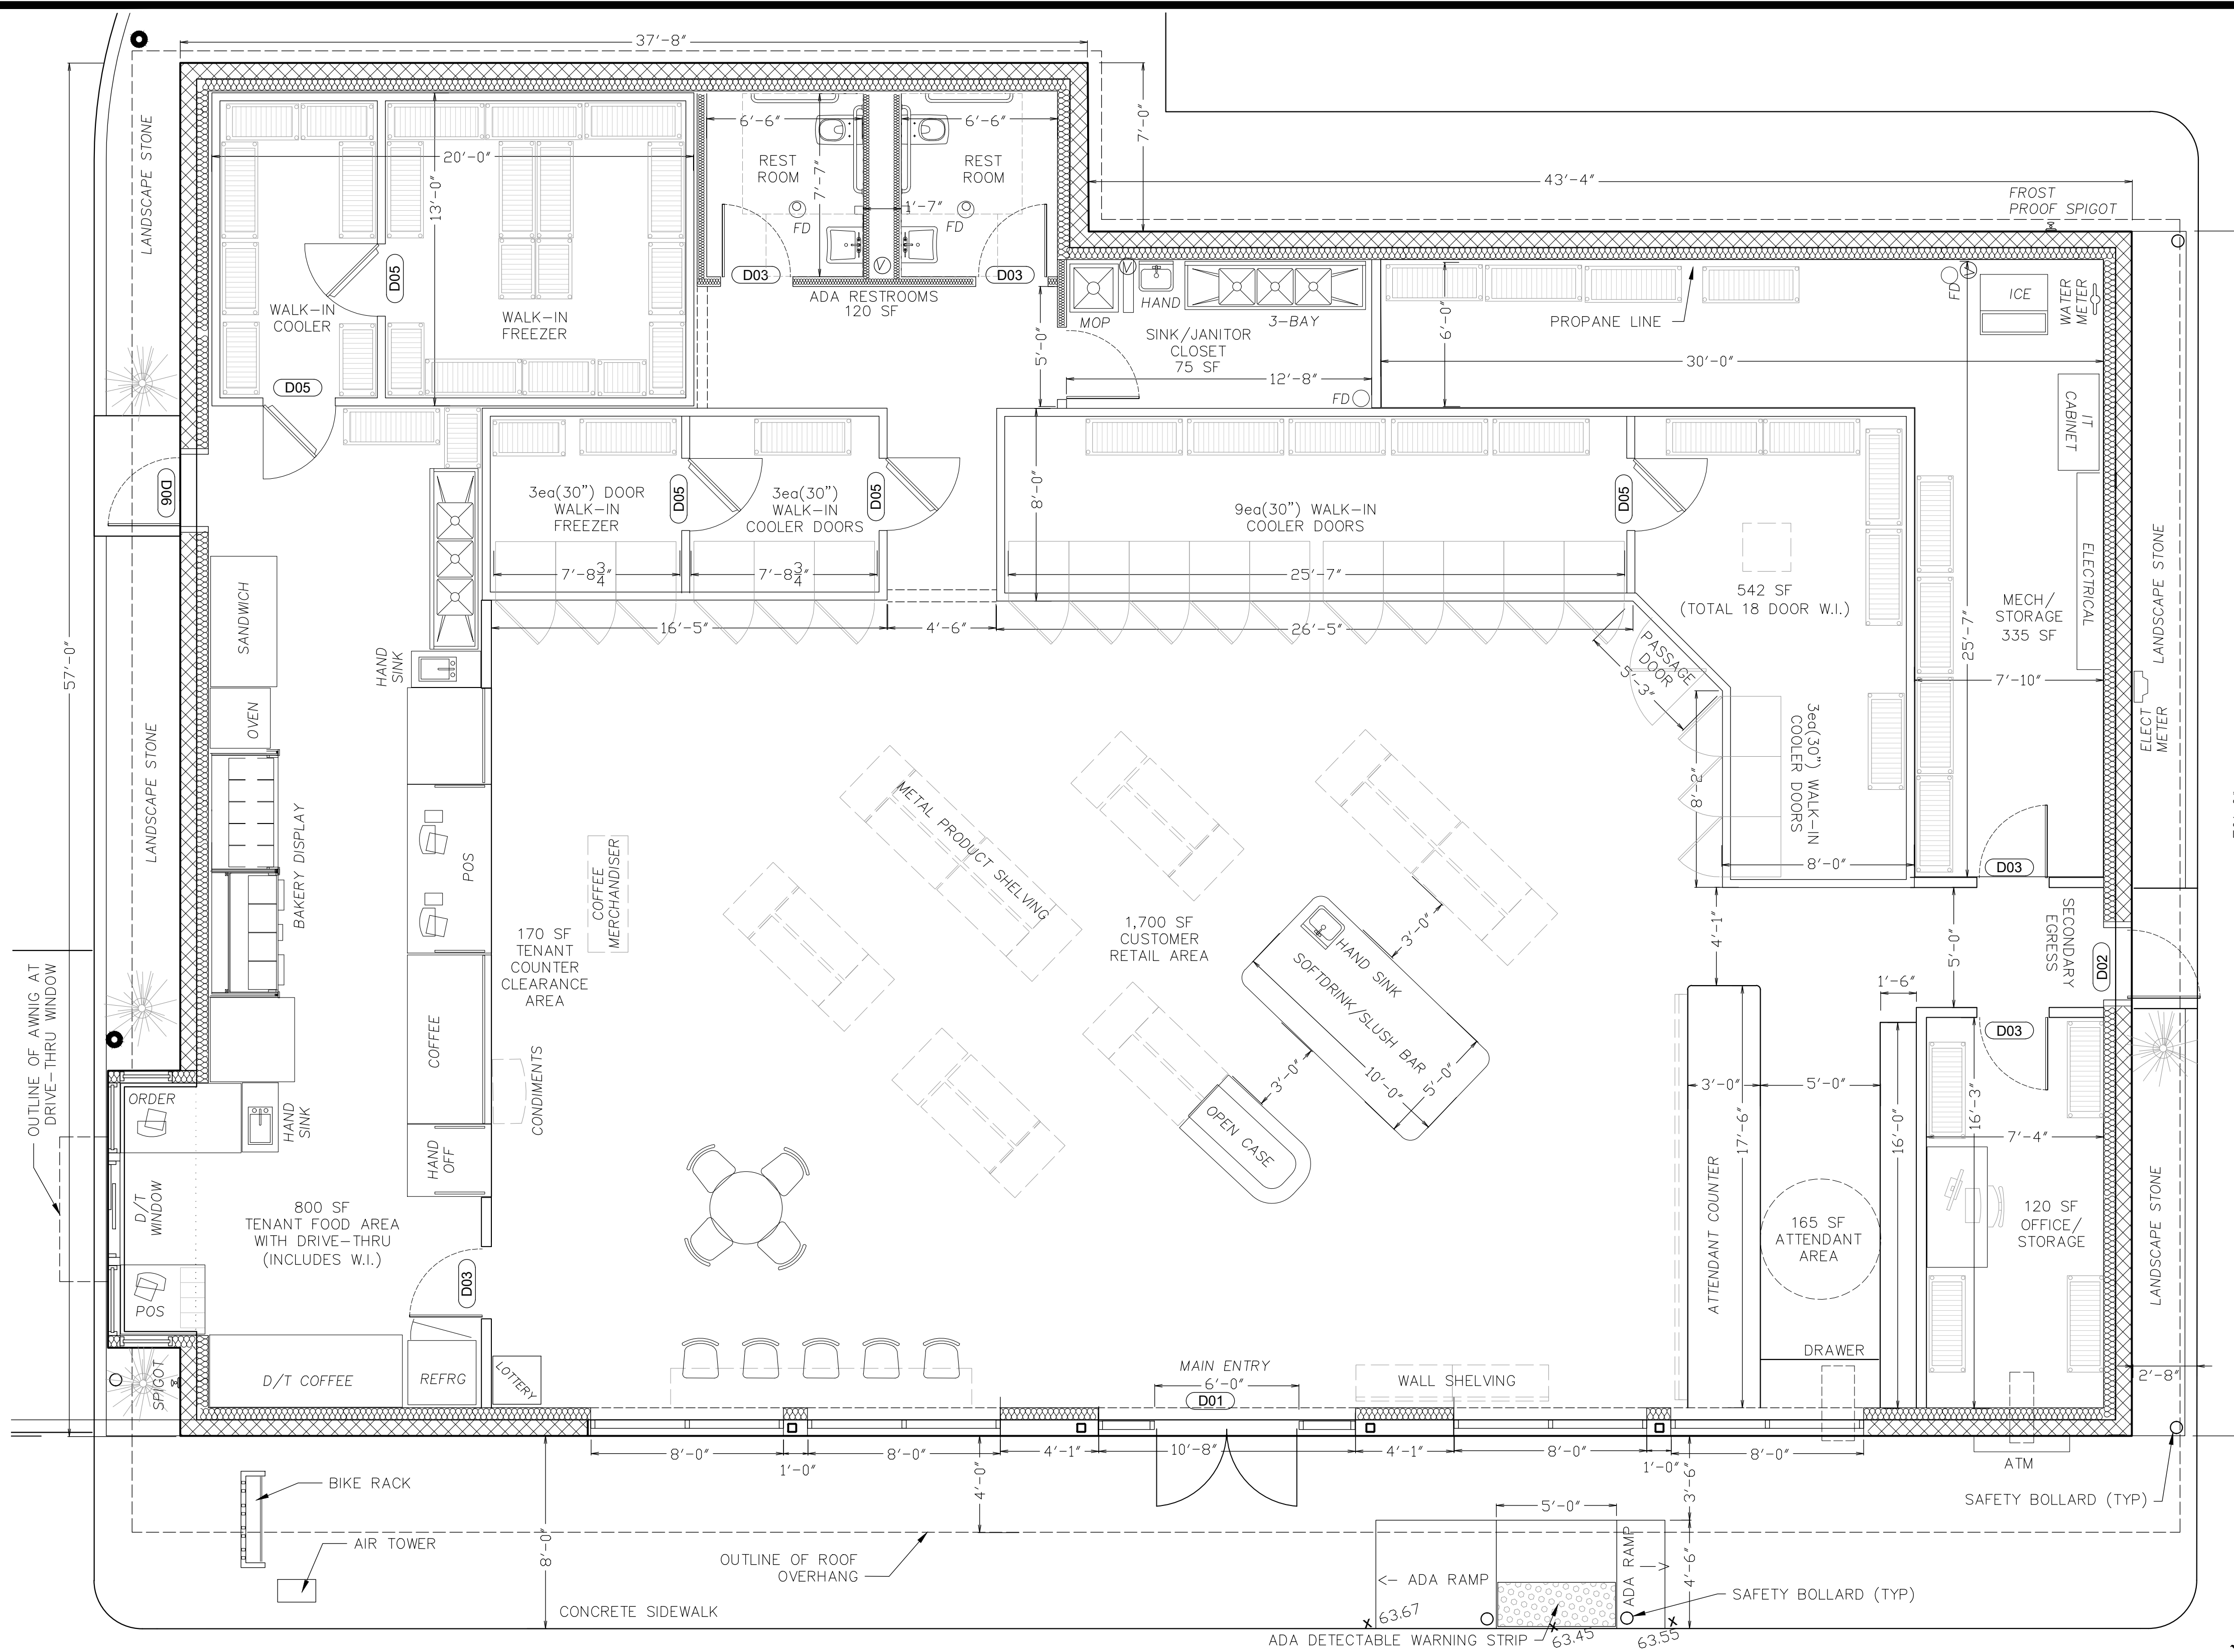 37'-8"
7'-0"
43'-4"
FROST
PROOF SPIGOT
LANDSCAPE STONE
20'-0"
13'-0"
6'-6"
6'-6"
REST
ROOM
REST
ROOM
7'-7"
1'-7"
FD
FD
V
D03
D03
ADA RESTROOMS
120 SF
WALK-IN
COOLER
D05
WALK-IN
FREEZER
D05
5'-0"
MOP
V
HAND
3-BAY
SINK/JANITOR
CLOSET
75 SF
12'-8"
FD
6'-0"
PROPANE LINE
30'-0"
FD
V
ICE
WATER
METER
IT
CABINET
ELECTRICAL
57'-0"
D06
3ea(30") DOOR
WALK-IN
FREEZER
D05
3ea(30")
WALK-IN
COOLER DOORS
D05
8'-0"
9ea(30") WALK-IN
COOLER DOORS
D05
7'-8 3/4"
7'-8 3/4"
25'-7"
542 SF
(TOTAL 18 DOOR W.I.)
MECH/
STORAGE
335 SF
25'-7"
7'-10"
LANDSCAPE STONE
ELECT
METER
SANDWICH
HAND
SINK
16'-5"
4'-6"
26'-5"
PASSAGE
DOOR
5'-3"
8'-2"
3ea(30") WALK-IN
COOLER DOORS
8'-0"
D03
LANDSCAPE STONE
OVEN
BAKERY DISPLAY
POS
COFFEE
MERCHANDISER
170 SF
TENANT
COUNTER
CLEARANCE
AREA
METAL PRODUCT SHELVING
1,700 SF
CUSTOMER
RETAIL AREA
3'-0"
HAND SINK
SOFTDRINK/SLUSH BAR
10'-0"
5'-0"
3'-0"
OPEN CASE
4'-1"
5'-0"
SECONDARY
EGRESS
D02
1'-6"
D03
OUTLINE OF AWNIG AT
DRIVE-THRU WINDOW
COFFEE
CONDIMENTS
ORDER
HAND
SINK
HAND
OFF
D/T
WINDOW
POS
800 SF
TENANT FOOD AREA
WITH DRIVE-THRU
(INCLUDES W.I.)
D03
3'-0"
5'-0"
17'-6"
16'-0"
16'-3"
7'-4"
ATTENDANT COUNTER
165 SF
ATTENDANT
AREA
120 SF
OFFICE/
STORAGE
LANDSCAPE STONE
DRAWER
2'-8"
SPIGOT
D/T COFFEE
REFRG
LOTTERY
MAIN ENTRY
6'-0"
D01
WALL SHELVING
8'-0"
1'-0"
8'-0"
4'-1"
10'-8"
4'-1"
8'-0"
1'-0"
8'-0"
ATM
SAFETY BOLLARD (TYP)
4'-0"
3'-6"
8'-0"
5'-0"
4'-6"
BIKE RACK
AIR TOWER
OUTLINE OF ROOF
OVERHANG
<- ADA RAMP
ADA RAMP ->
SAFETY BOLLARD (TYP)
CONCRETE SIDEWALK
x 63.67
ADA DETECTABLE WARNING STRIP
x 63.45
x 63.55